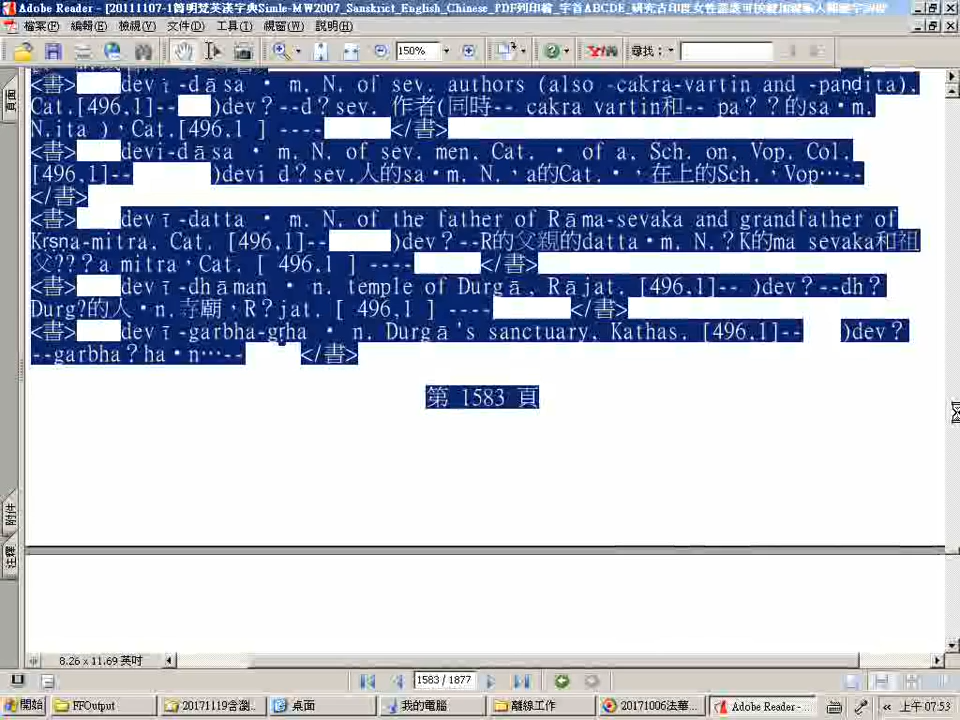 Adobe Reader - [20111107-1簡明梵英漢字典Simle-MW2007_Sanskrict_English_Chinese_PDF列印檔_字首ABCDE_研究古印度女性
檔案(F) 編輯(E) 檢視(V) 文件(D) 工具(T) 視窗(W) 說明(H)
150% 尋找：
<書> devī-dāsa • m. N. of sev. authors (also -cakra-vartin and -paṇḍita),
Cat.[496,1]-- )dev？--d？sev. 作者(同時-- cakra vartin和-- pa？？的sa•m.
N.ita )，Cat.[496,1 ] ---- </書>
<書> devi-dāsa • m. N. of sev. men, Cat. • of a. Sch. on, Vop. Col.
[496,1]-- )devi d？sev.人的sa•m. N.，a的Cat.•，在上的Sch.，Vop…--
</書>
<書> devī-datta • m. N. of the father of Rāma-sevaka and grandfather of
Kṛṣṇa-mitra, Cat. [496,1]-- )dev？--R的父親的datta•m. N.？K的ma sevaka和祖
父???a mitra，Cat. [ 496,1 ] ---- </書>
<書> devī-dhāman • n. temple of Durgā, Rājat. [496,1]-- )dev？--dh？
Durg?的人•n. 寺廟，R？jat. [ 496,1 ] ---- </書>
<書> devī-garbha-gṛha • n. Durgā's sanctuary, Kathas. [496,1]-- )dev？
--garbha？ha•n…-- </書>
第 1583 頁
頁面
附件
註釋
8.26 x 11.69 英吋
1583 / 1877
開始 FFOutput 20171119含瀏.. 桌面 我的電腦 離線工作 20171006法華... Adobe Reader-... 上午 07:53